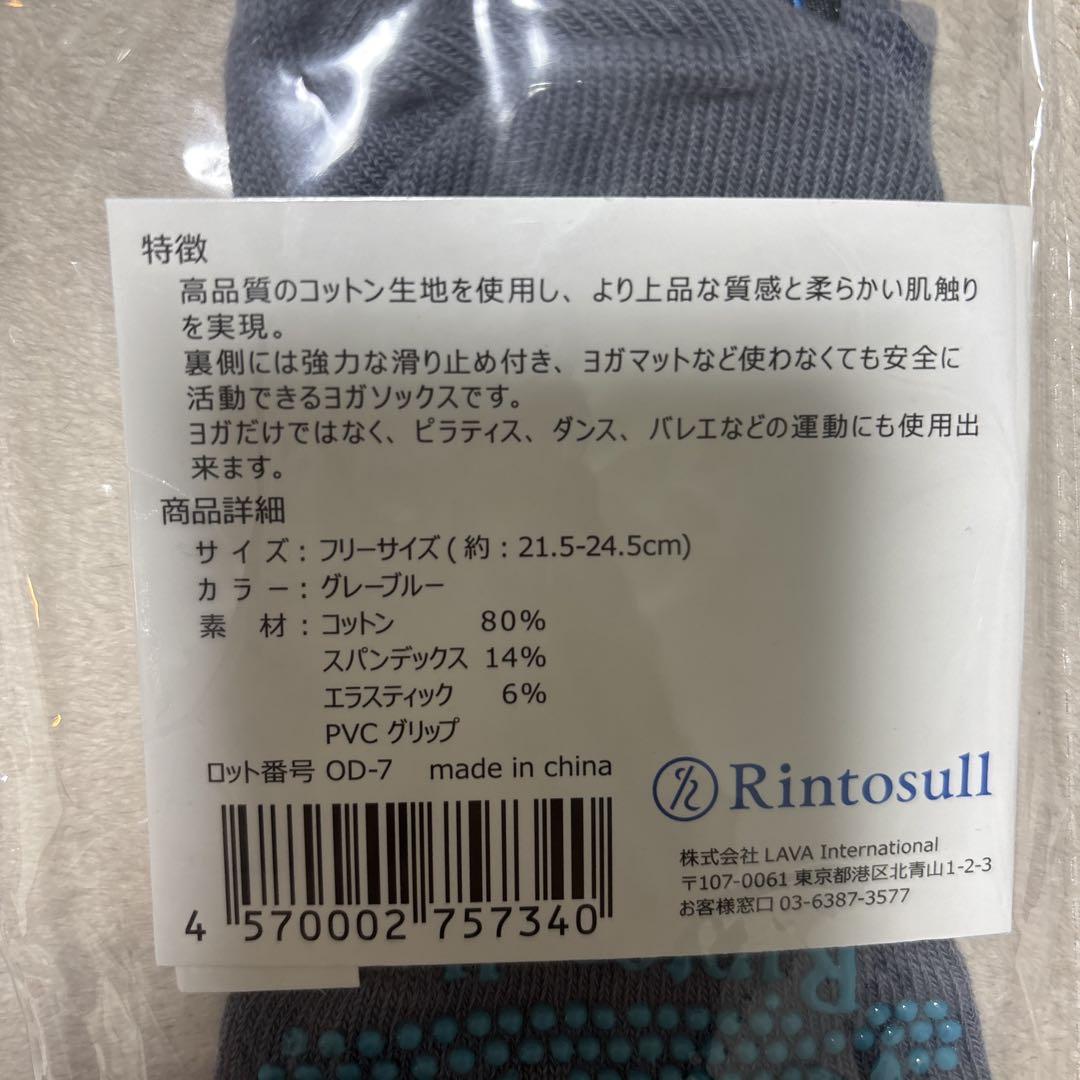 特徴
高品質のコットン生地を使用し、より上品な質感と柔らかい肌触り
を実現。
裏側には強力な滑り止め付き、ヨガマットなど使わなくても安全に
活動できるヨガソックスです。
ヨガだけではなく、ピラティス、ダンス、バレエなどの運動にも使用出
来ます。
商品詳細
サイズ：フリーサイズ(約：21.5-24.5cm)
カラー：グレーブルー
素 材：コットン 80%
スパンデックス 14%
エラスティック 6%
PVC グリップ
ロット番号 OD-7 made in china
Rintosull
株式会社 LAVA International
〒107-0061 東京都港区北青山1-2-3
お客様窓口 03-6387-3577
4 570002 757340